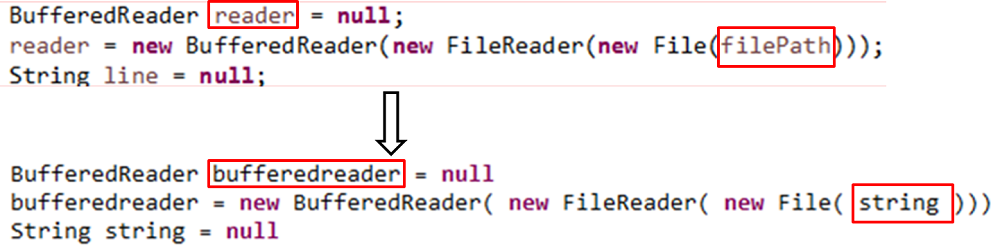 BufferedReader reader = null;
reader = new BufferedReader(new FileReader(new File(filePath)));
String line = null;
BufferedReader bufferedreader = null
bufferedreader = new BufferedReader( new FileReader( new File( string )))
String string = null